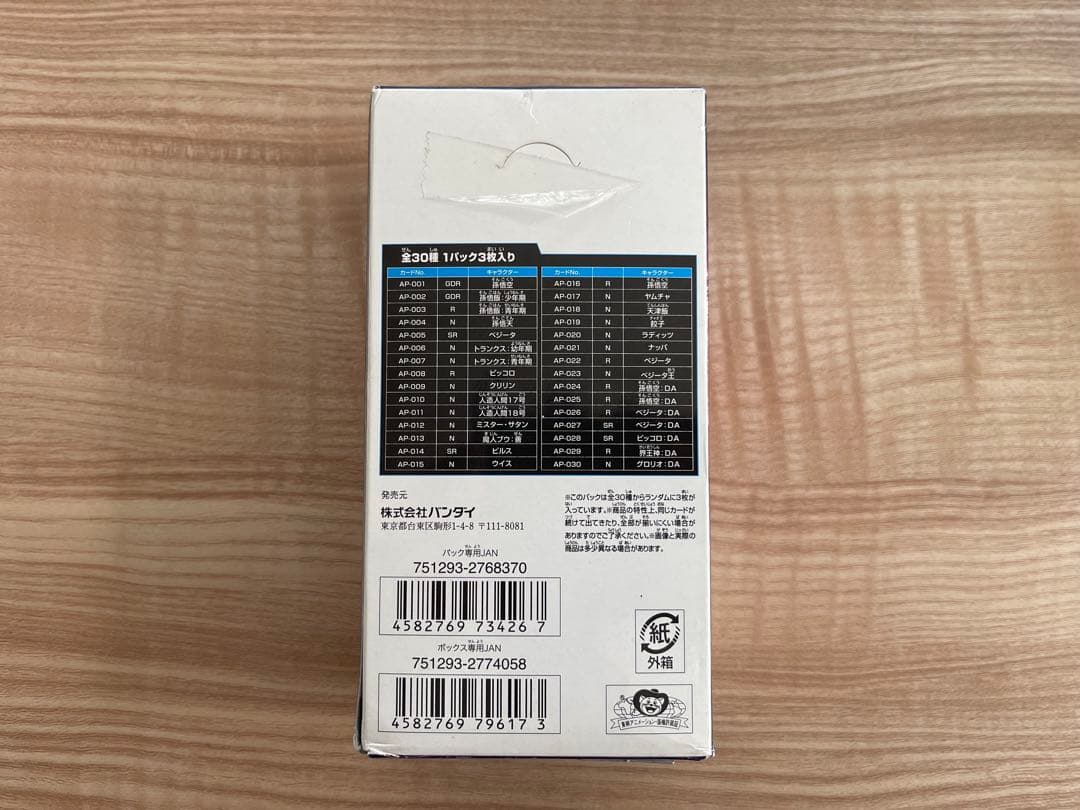 全30種 1パック3枚入り
カードNo. キャラクター
AP-001 GDR 孫悟空
AP-002 GDR 孫悟飯:少年期
AP-003 R 孫悟飯:青年期
AP-004 N 孫悟天
AP-005 SR ベジータ
AP-006 N トランクス:幼年期
AP-007 N トランクス:青年期
AP-008 R ピッコロ
AP-009 N クリリン
AP-010 N 人造人間17号
AP-011 N 人造人間18号
AP-012 N ミスター・サタン
AP-013 N 魔人ブウ:善
AP-014 SR ビルス
AP-015 N ウイス
カードNo. キャラクター
AP-016 R 孫悟空
AP-017 N ヤムチャ
AP-018 N 天津飯
AP-019 N 餃子
AP-020 N ラディッツ
AP-021 N ナッパ
AP-022 R ベジータ
AP-023 N ベジータ王
AP-024 R 孫悟空:DA
AP-025 R 孫悟空:DA
AP-026 R ベジータ:DA
AP-027 SR ベジータ:DA
AP-028 SR ピッコロ:DA
AP-029 R 界王神:DA
AP-030 N グロリオ:DA
発売元
株式会社バンダイ
東京都台東区駒形1-4-8 〒111-8081
※このパックは全30種からランダムに3枚が
入っています。※商品の特性上、同じカードが
続けて出てきたり、全部が揃いにくい場合が
ありますのでご了承ください。※画像と実際の
商品は多少異なる場合があります。
パック専用JAN
751293-2768370
4582769 734267
ボックス専用JAN
751293-2774058
4582769 796173
紙
外箱
東映アニメーション・版権許諾証